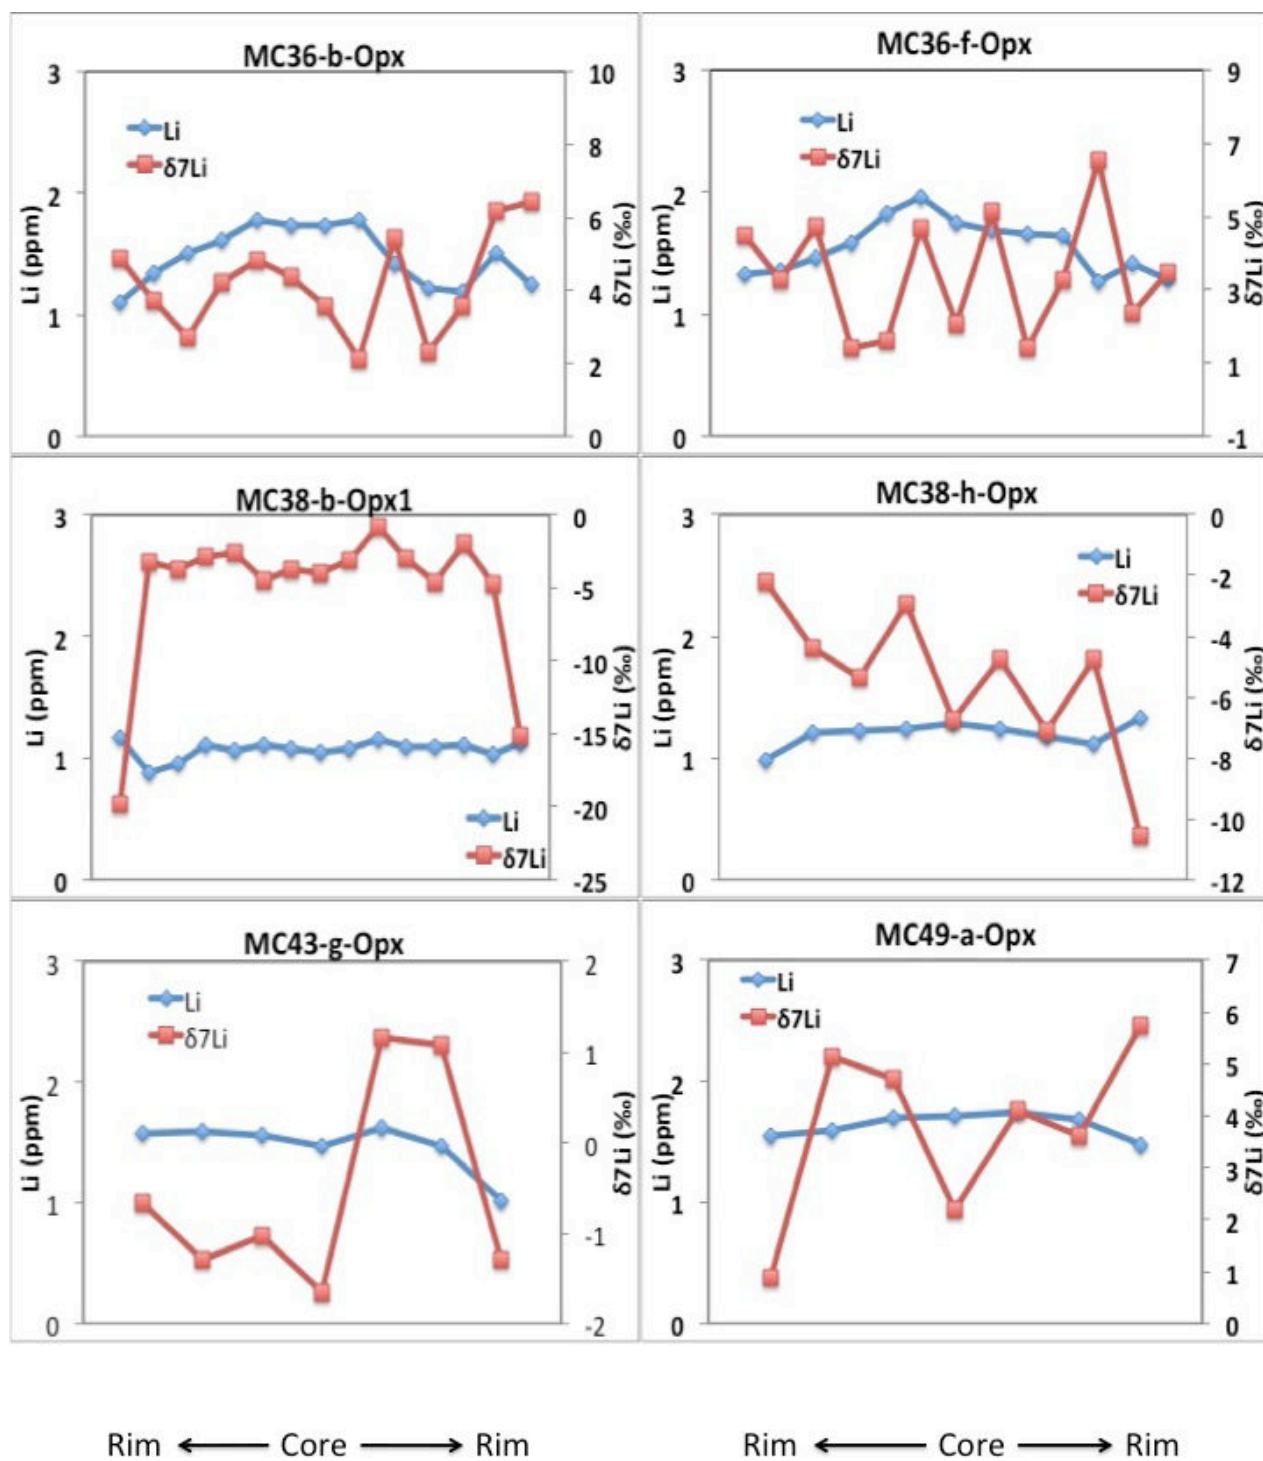 MC36-b-Opx
3
2
1
0
Li (ppm)
Li
δ7Li
10
8
6
4
2
0
δ7Li (‰)
MC36-f-Opx
3
2
1
0
Li (ppm)
Li
δ7Li
9
7
5
3
1
-1
δ7Li (‰)
MC38-b-Opx1
3
2
1
0
Li (ppm)
Li
δ7Li
0
-5
-10
-15
-20
-25
δ7Li (‰)
MC38-h-Opx
3
2
1
0
Li (ppm)
Li
δ7Li
0
-2
-4
-6
-8
-10
-12
δ7Li (‰)
MC43-g-Opx
3
2
1
0
Li (ppm)
Li
δ7Li
2
1
0
-1
-2
δ7Li (‰)
MC49-a-Opx
3
2
1
0
Li (ppm)
Li
δ7Li
7
6
5
4
3
2
1
0
δ7Li (‰)
Rim ← Core → Rim
Rim ← Core → Rim